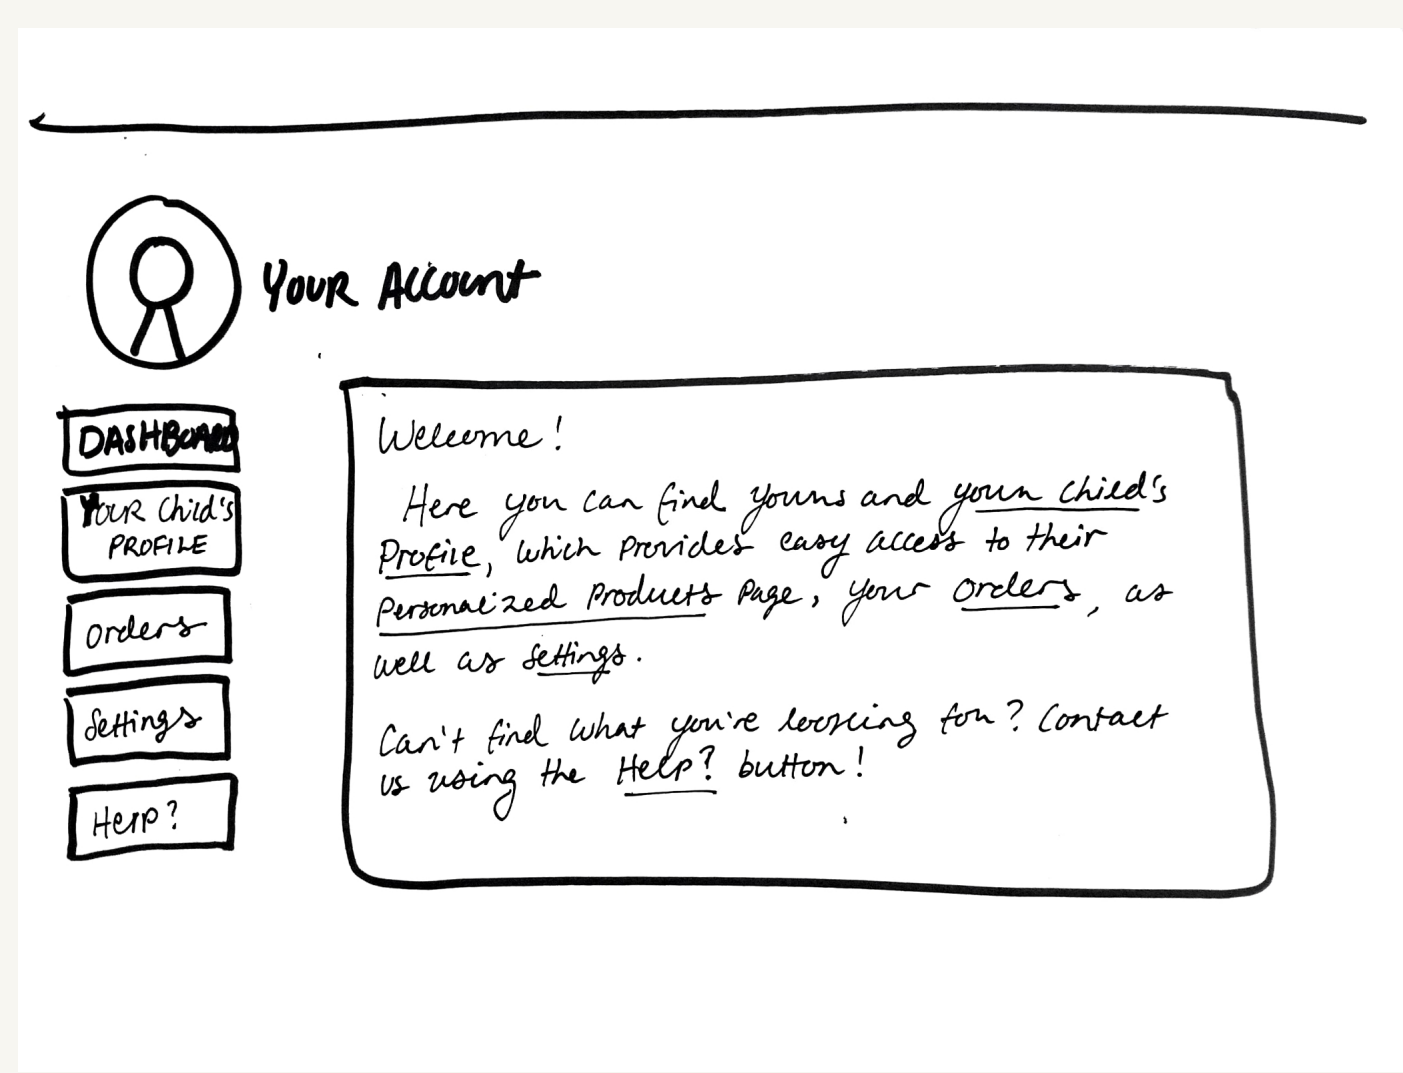 YOUR Account
DASHBOARD
YOUR Child's
PROFILE
Orders
Settings
Help?
Welcome!
Here you can find yours and your child's
Profile, which provides easy access to their
Personalized Products Page, your orders, as
well as settings.
Can't find what you're looking for? Contact
us using the Help? button!